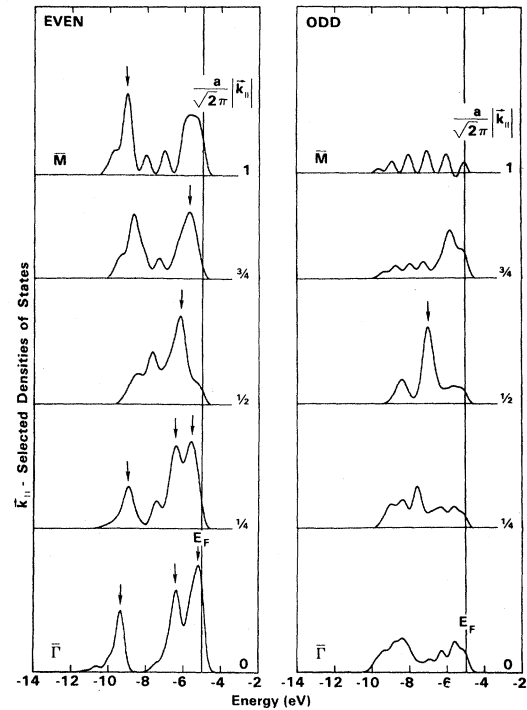 EVEN
ODD
a
√2π |k⃗||| 
a
√2π |k⃗|||
M̄
1
M̄
1
¾
¾
½
½
¼
¼
k⃗|| - Selected Densities of States
E_F
E_F
Γ̄
0
Γ̄
0
-14 -12 -10 -8 -6 -4 -2
-14 -12 -10 -8 -6 -4 -2
Energy (eV)